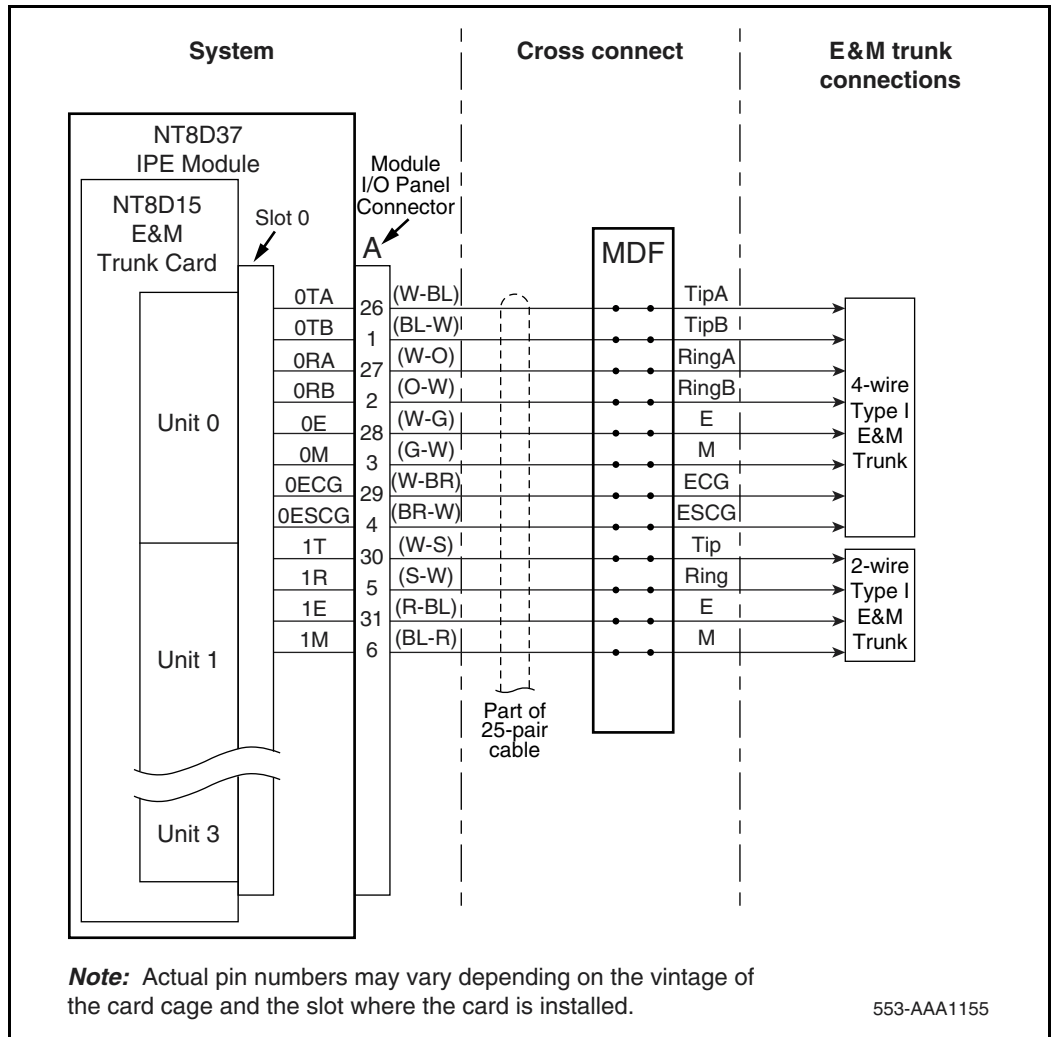 System
Cross connect
E&M trunk
connections
NT8D37
IPE Module
Module
I/O Panel
Connector
NT8D15
E&M
Trunk Card
Slot 0
A
MDF
0TA
26
(W-BL)
TipA
0TB
1
(BL-W)
TipB
0RA
27
(W-O)
RingA
0RB
2
(O-W)
RingB
0E
28
(W-G)
E
0M
3
(G-W)
M
0ECG
29
(W-BR)
ECG
0ESCG
4
(BR-W)
ESCG
1T
30
(W-S)
Tip
1R
5
(S-W)
Ring
1E
31
(R-BL)
E
1M
6
(BL-R)
M
Unit 0
4-wire
Type I
E&M
Trunk
Unit 1
2-wire
Type I
E&M
Trunk
Part of
25-pair
cable
Unit 3
Note: Actual pin numbers may vary depending on the vintage of
the card cage and the slot where the card is installed.
553-AAA1155